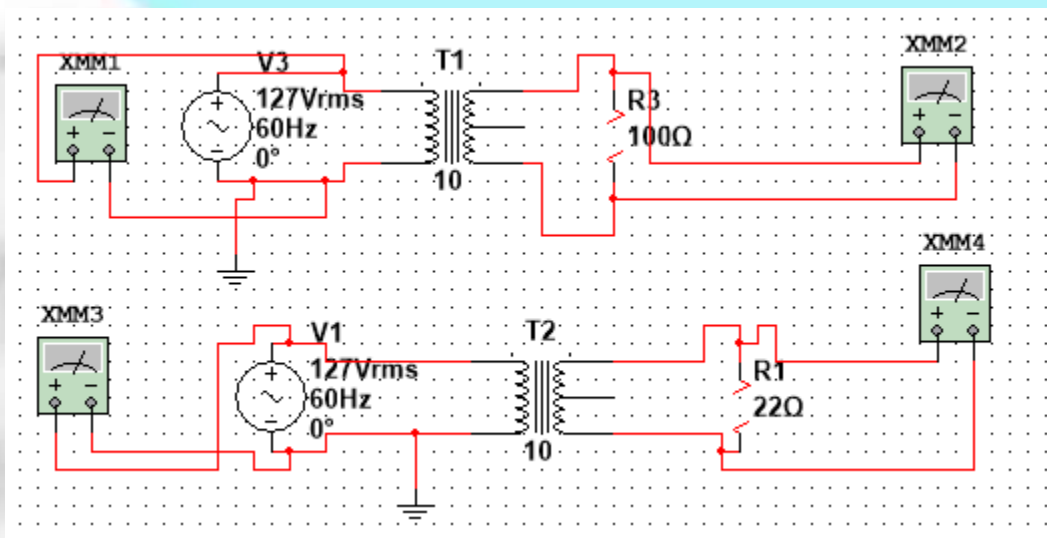 XMM1
V3
127Vrms
60Hz
0°
T1
10
R3
100Ω
XMM2
XMM3
V1
127Vrms
60Hz
0°
T2
10
R1
22Ω
XMM4